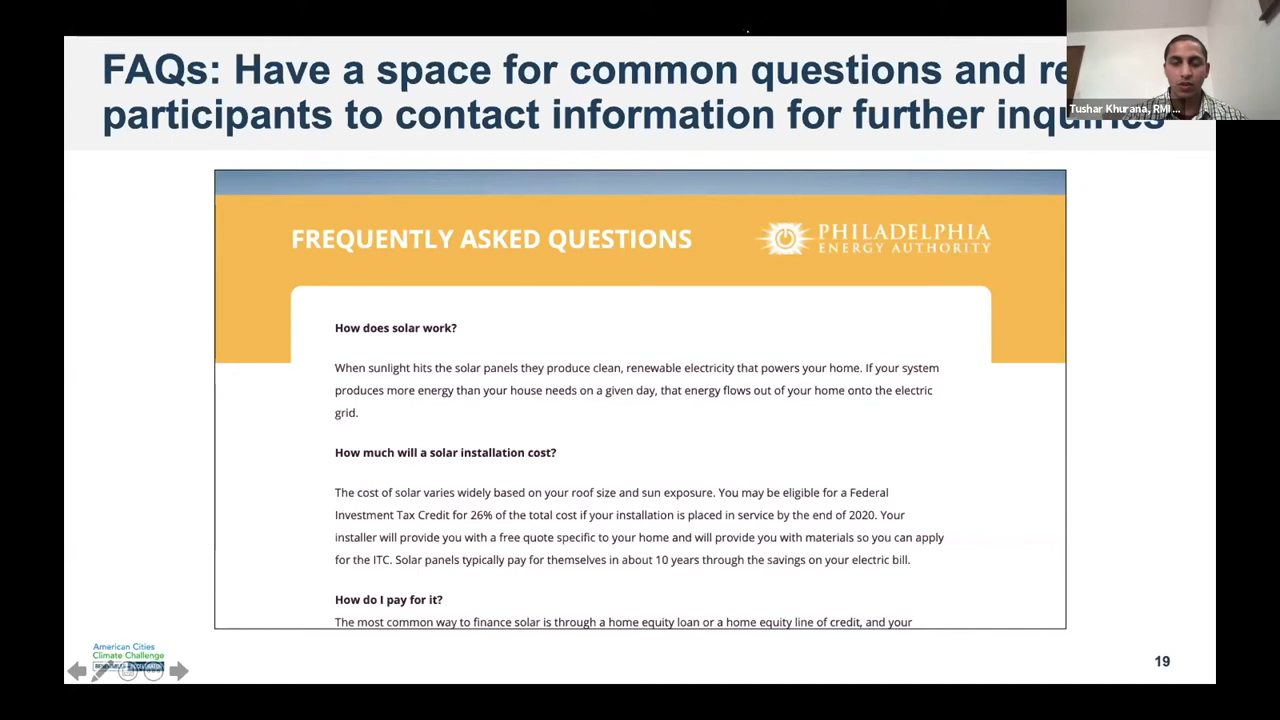 FAQs: Have a space for common questions and re
participants to contact information for further inquiries
Tushar Khurana, RMI ...
FREQUENTLY ASKED QUESTIONS
PHILADELPHIA
ENERGY AUTHORITY
How does solar work?
When sunlight hits the solar panels they produce clean, renewable electricity that powers your home. If your system
produces more energy than your house needs on a given day, that energy flows out of your home onto the electric
grid.
How much will a solar installation cost?
The cost of solar varies widely based on your roof size and sun exposure. You may be eligible for a Federal
Investment Tax Credit for 26% of the total cost if your installation is placed in service by the end of 2020. Your
installer will provide you with a free quote specific to your home and will provide you with materials so you can apply
for the ITC. Solar panels typically pay for themselves in about 10 years through the savings on your electric bill.
How do I pay for it?
The most common way to finance solar is through a home equity loan or a home equity line of credit, and your
American Cities
Climate Challenge
19